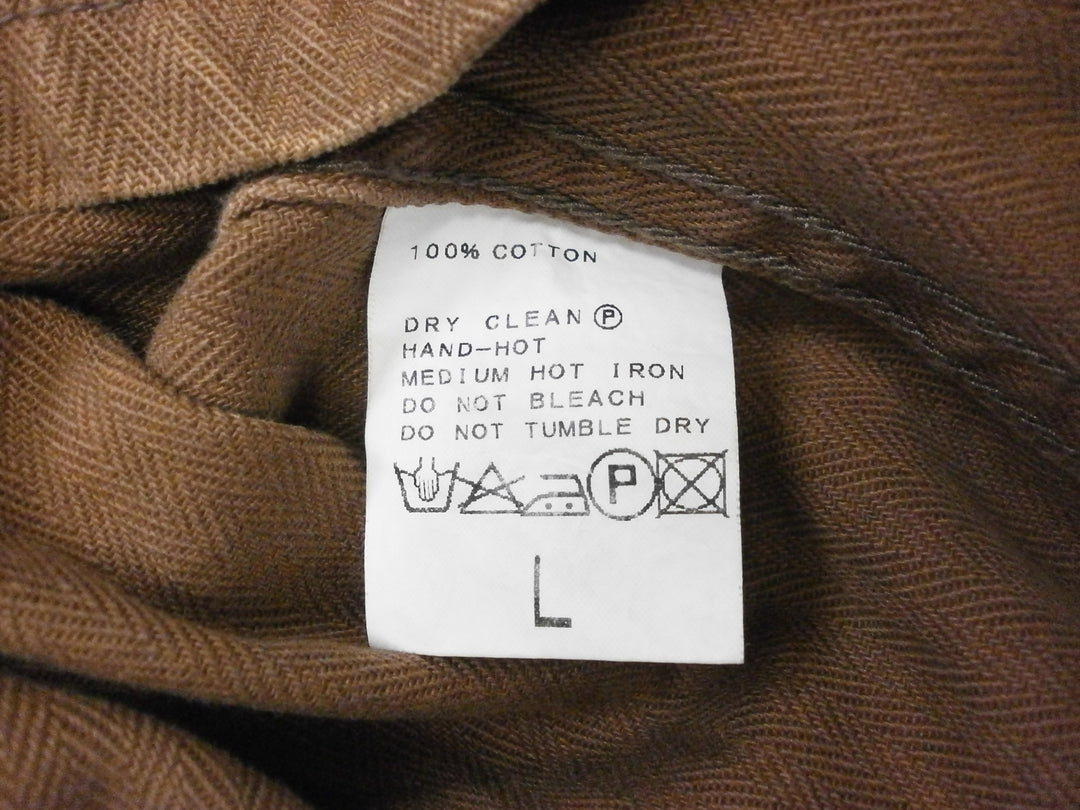 100% COTTON
DRY CLEAN Ⓟ
HAND-HOT
MEDIUM HOT IRON
DO NOT BLEACH
DO NOT TUMBLE DRY
P
L